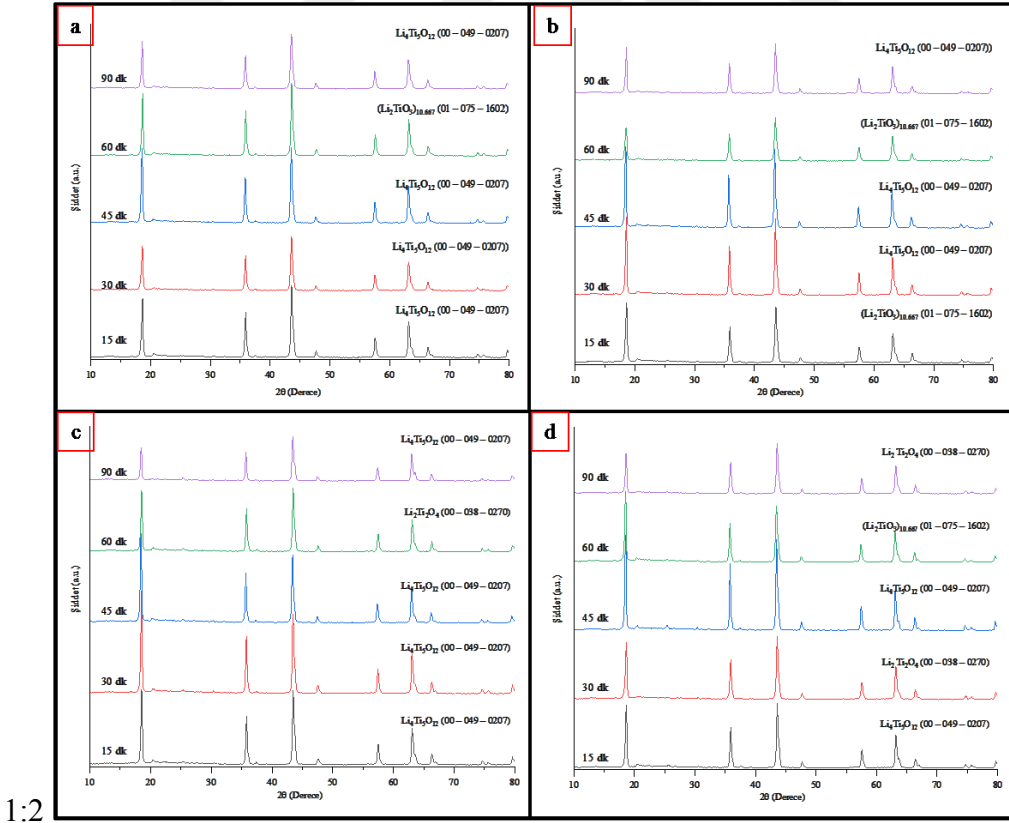 a
Li₄Ti₅O₁₂ (00-049-0207)
90 dk
(Li₂TiO₃)₁₀.₆₆₇ (01-075-1602)
60 dk
Li₄Ti₅O₁₂ (00-049-0207)
45 dk
Li₄Ti₅O₁₂ (00-049-0207))
30 dk
Li₄Ti₅O₁₂ (00-049-0207)
15 dk
Şiddet (a.u.)
10 20 30 40 50 60 70 80
2θ (Derece)
b
Li₄Ti₅O₁₂ (00-049-0207))
90 dk
(Li₂TiO₃)₁₀.₆₆₇ (01-075-1602)
60 dk
Li₄Ti₅O₁₂ (00-049-0207)
45 dk
Li₄Ti₅O₁₂ (00-049-0207)
30 dk
(Li₂TiO₃)₁₀.₆₆₇ (01-075-1602)
15 dk
Şiddet (a.u.)
10 20 30 40 50 60 70 80
2θ (Derece)
c
Li₄Ti₅O₁₂ (00-049-0207)
90 dk
Li₂Ti₂O₄ (00-038-0270)
60 dk
Li₄Ti₅O₁₂ (00-049-0207)
45 dk
Li₄Ti₅O₁₂ (00-049-0207)
30 dk
Li₄Ti₅O₁₂ (00-049-0207)
15 dk
Şiddet (a.u.)
10 20 30 40 50 60 70 80
2θ (Derece)
d
Li₂ Ti₂O₄ (00-038-0270)
90 dk
(Li₂TiO₃)₁₀.₆₆₇ (01-075-1602)
60 dk
Li₄Ti₅O₁₂ (00-049-0207)
45 dk
Li₂ Ti₂O₄ (00-038-0270)
30 dk
Li₄Ti₅O₁₂ (00-049-0207)
15 dk
Şiddet (a.u.)
10 20 30 40 50 60 70 80
2θ (Derece)
1:2